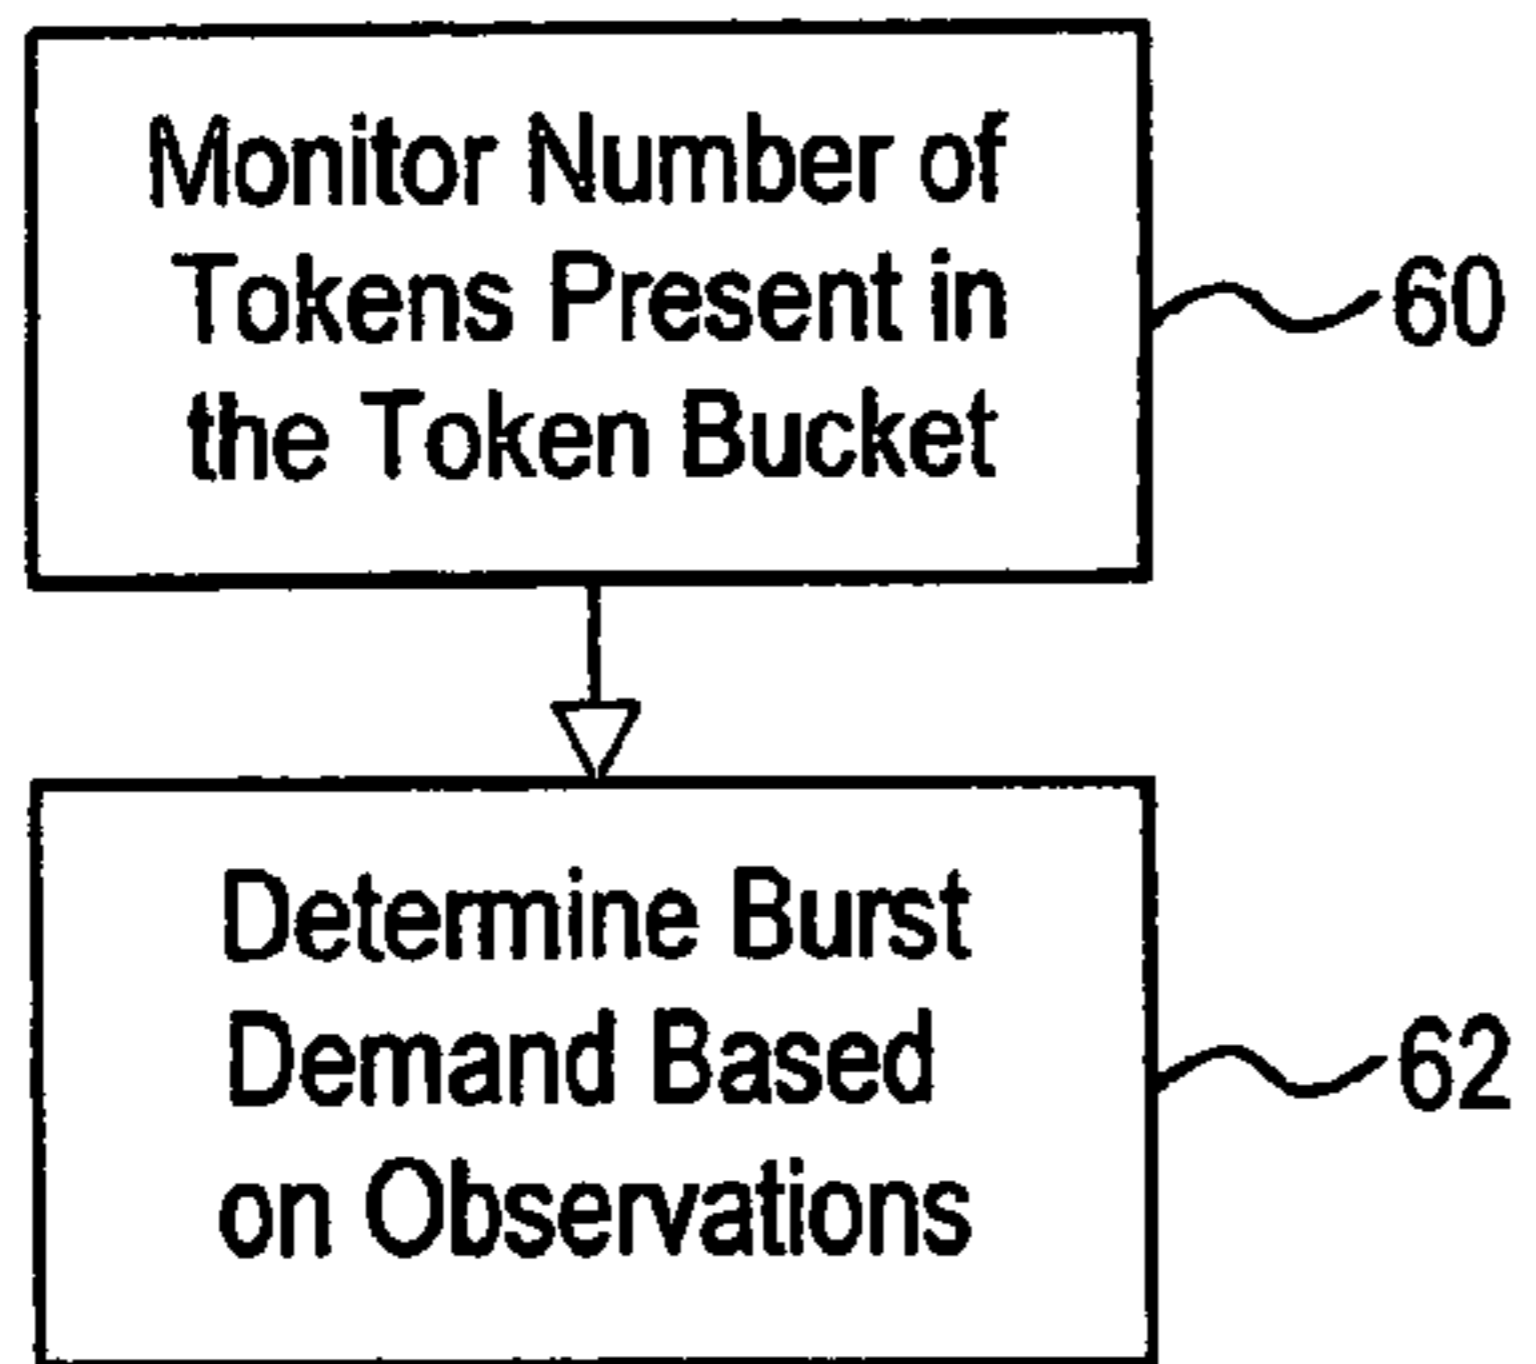 Monitor Number of
Tokens Present in
the Token Bucket
60
Determine Burst
Demand Based
on Observations
62